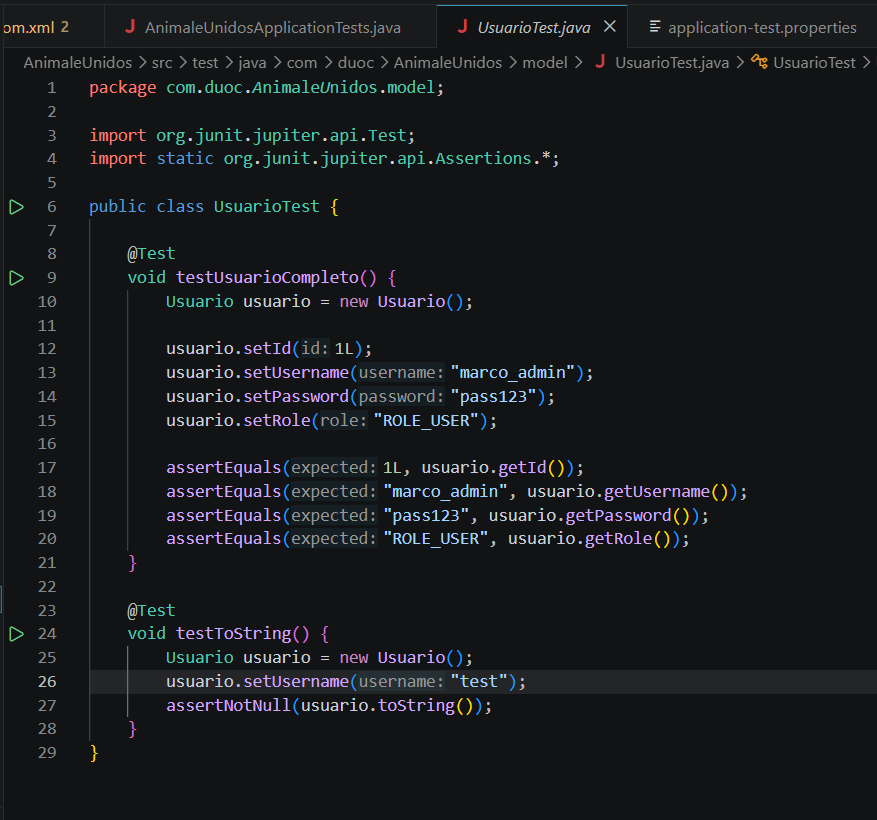 om.xml 2
J AnimaleUnidosApplicationTests.java
J UsuarioTest.java ×
application-test.properties
AnimaleUnidos > src > test > java > com > duoc > AnimaleUnidos > model > J UsuarioTest.java > UsuarioTest >
1 package com.duoc.AnimaleUnidos.model;
2
3 import org.junit.jupiter.api.Test;
4 import static org.junit.jupiter.api.Assertions.*;
5
6 public class UsuarioTest {
7
8 @Test
9 void testUsuarioCompleto() {
10 Usuario usuario = new Usuario();
11
12 usuario.setId(id: 1L);
13 usuario.setUsername(username: "marco_admin");
14 usuario.setPassword(password: "pass123");
15 usuario.setRole(role: "ROLE_USER");
16
17 assertEquals(expected: 1L, usuario.getId());
18 assertEquals(expected: "marco_admin", usuario.getUsername());
19 assertEquals(expected: "pass123", usuario.getPassword());
20 assertEquals(expected: "ROLE_USER", usuario.getRole());
21 }
22
23 @Test
24 void testToString() {
25 Usuario usuario = new Usuario();
26 usuario.setUsername(username: "test");
27 assertNotNull(usuario.toString());
28 }
29 }